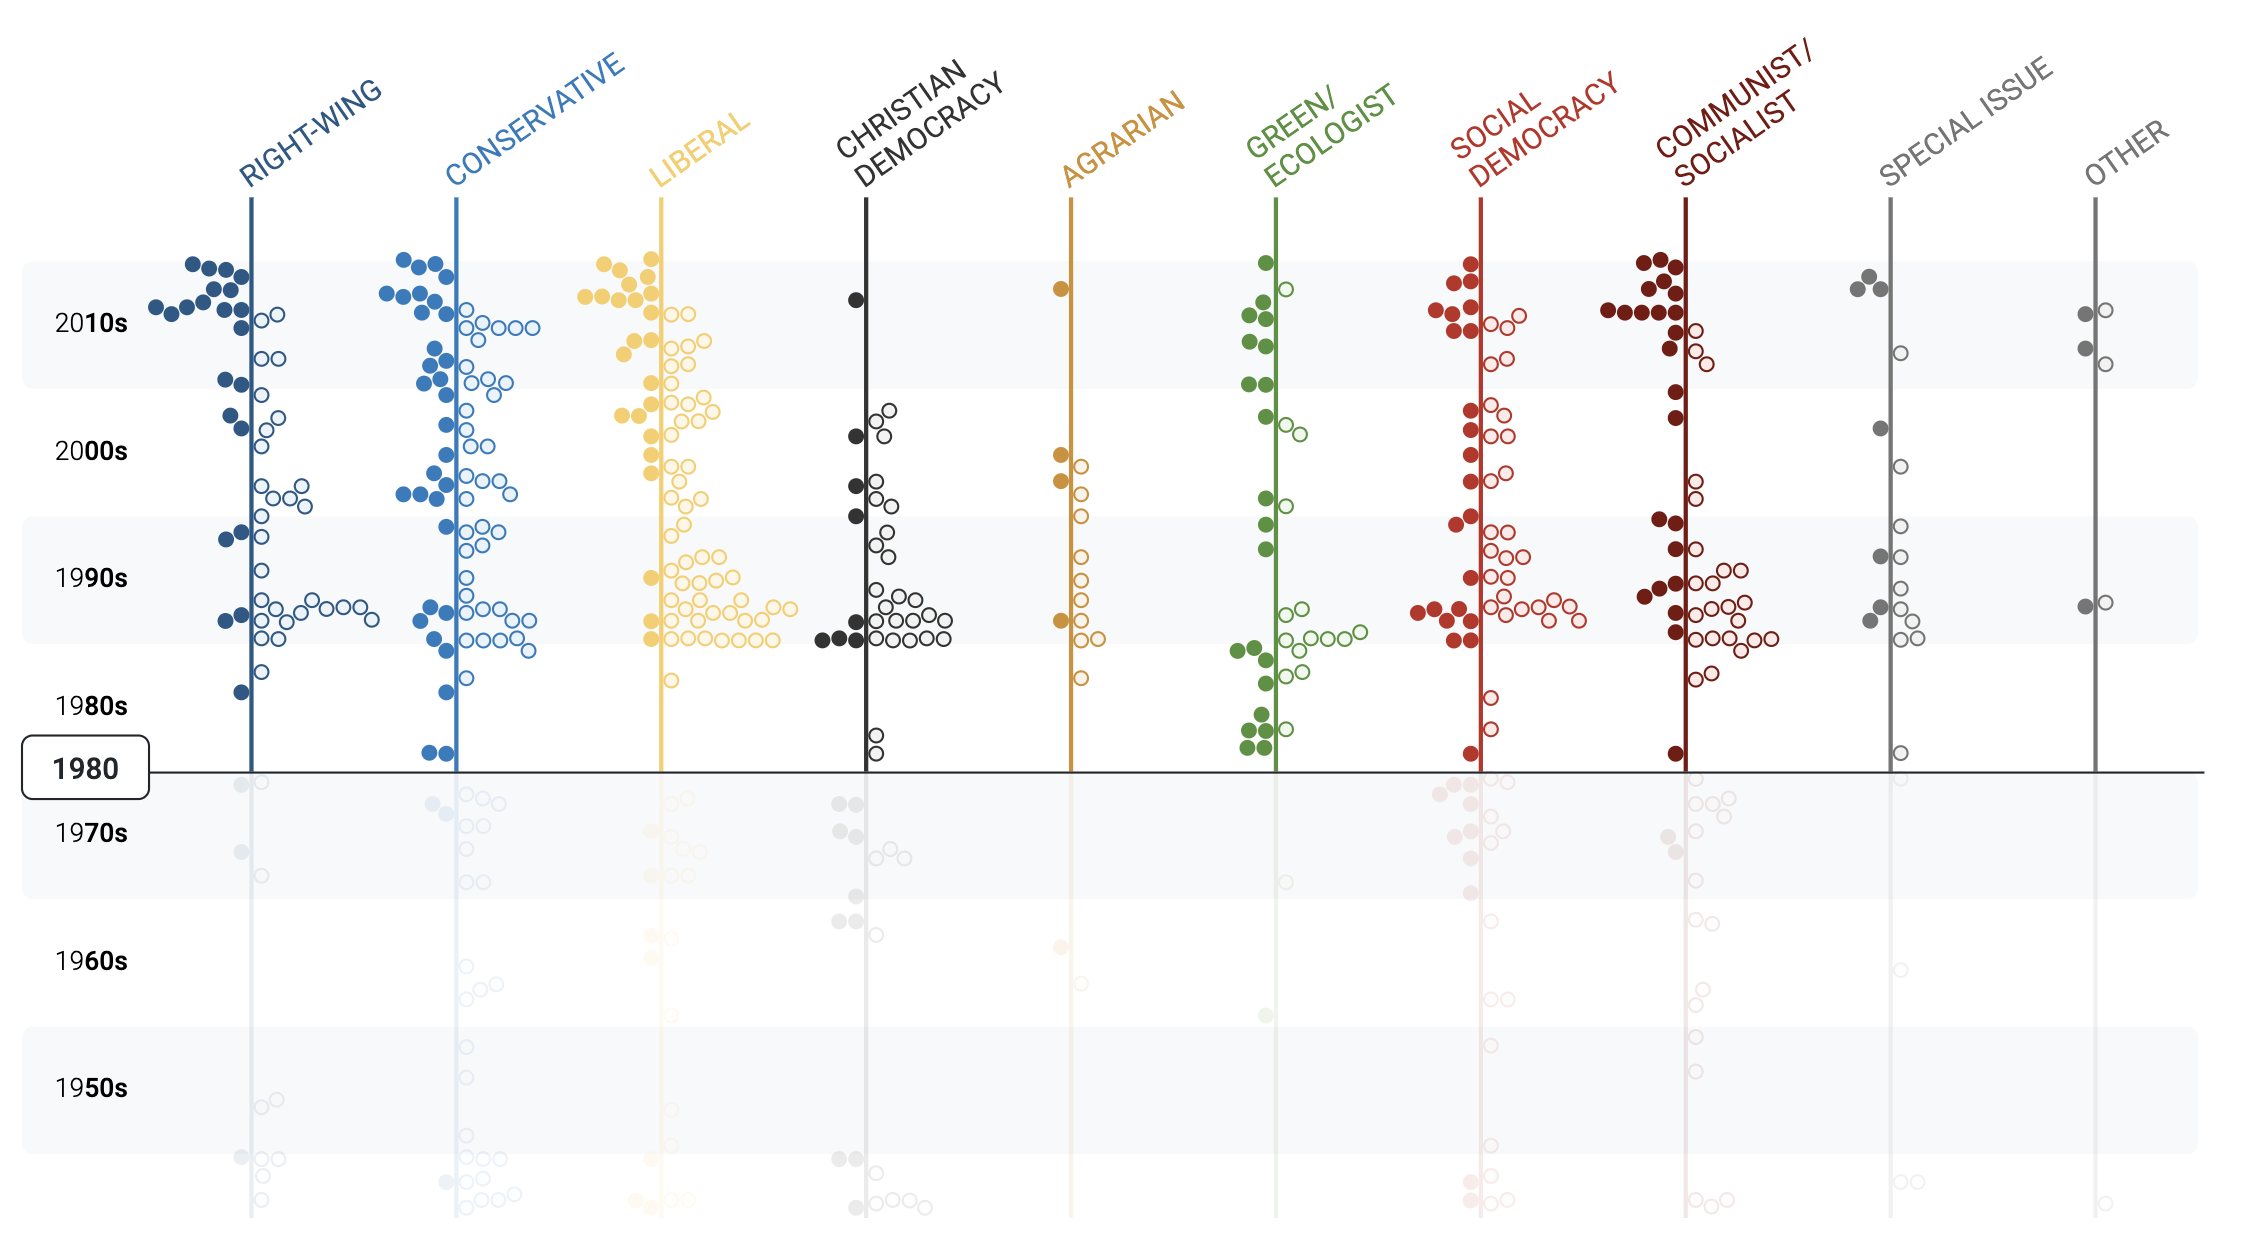 RIGHT-WING
CONSERVATIVE
LIBERAL
CHRISTIAN
DEMOCRACY
AGRARIAN
GREEN/
ECOLOGIST
SOCIAL
DEMOCRACY
COMMUNIST/
SOCIALIST
SPECIAL ISSUE
OTHER
2010s
2000s
1990s
1980s
1980
1970s
1960s
1950s